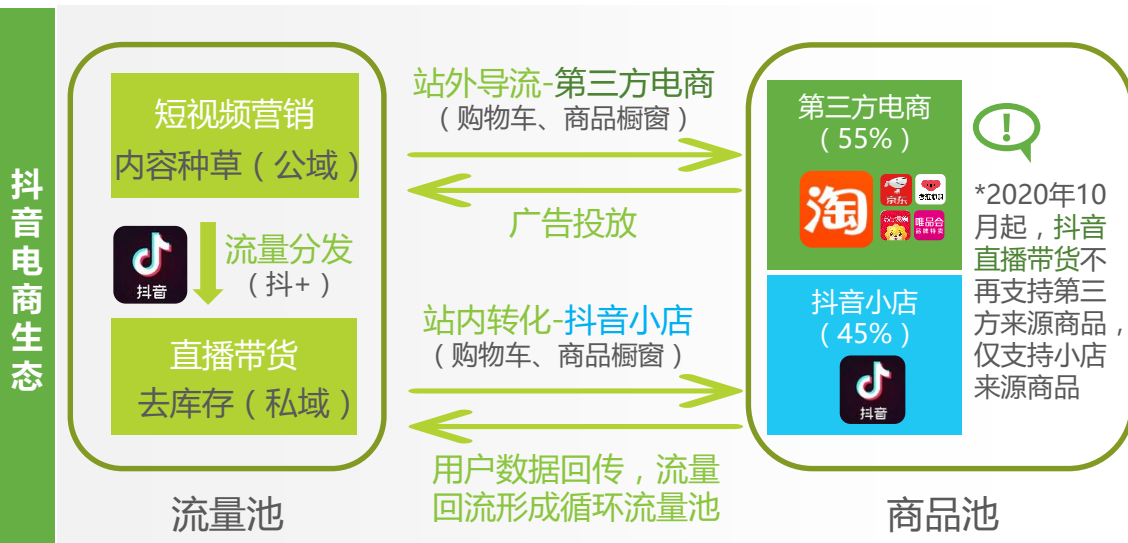 抖音电商生态
短视频营销
内容种草（公域）
抖音
流量分发
（抖+）
直播带货
去库存（私域）
流量池
站外导流-第三方电商
（购物车、商品橱窗）
广告投放
站内转化-抖音小店
（购物车、商品橱窗）
用户数据回传，流量
回流形成循环流量池
第三方电商
（55%）
淘
京东
唯品会
品牌特卖
抖音小店
（45%）
抖音
!
*2020年10
月起，抖音
直播带货不
再支持第三
方来源商品，
仅支持小店
来源商品
商品池